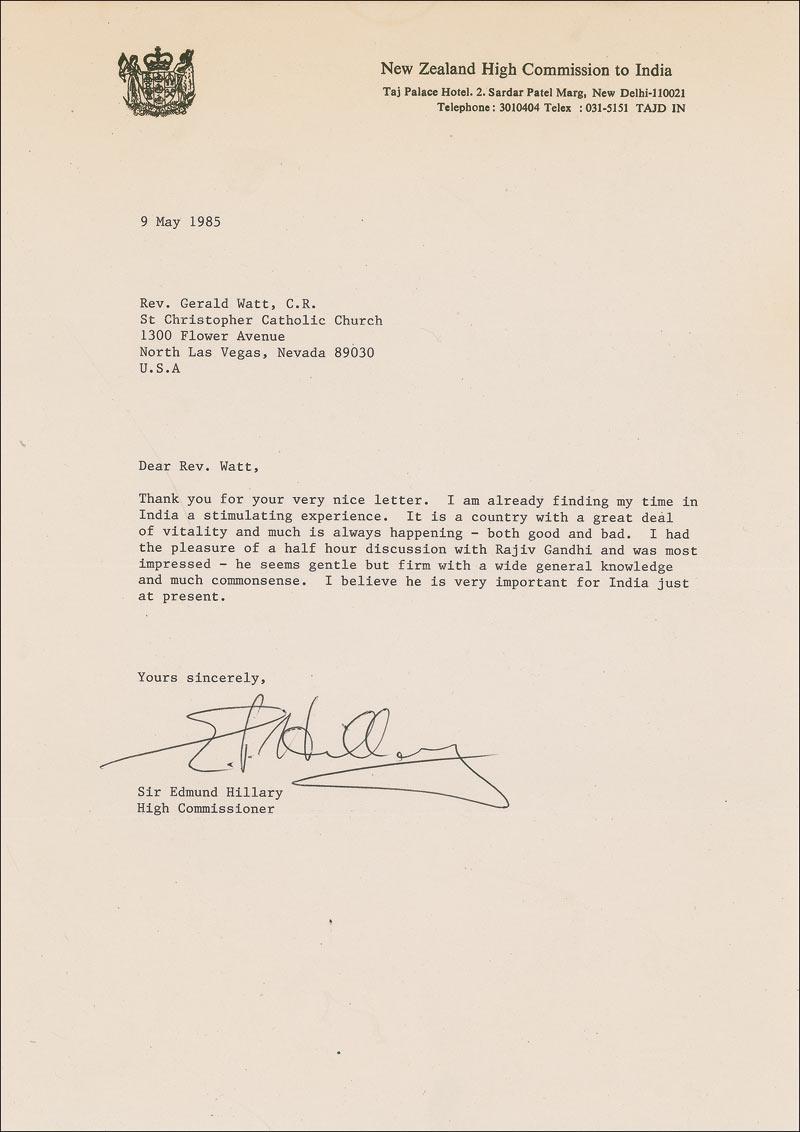 New Zealand High Commission to India
Taj Palace Hotel. 2. Sardar Patel Marg, New Delhi-110021
Telephone: 3010404 Telex : 031-5151 TAJD IN
9 May 1985
Rev. Gerald Watt, C.R.
St Christopher Catholic Church
1300 Flower Avenue
North Las Vegas, Nevada 89030
U.S.A
Dear Rev. Watt,
Thank you for your very nice letter. I am already finding my time in
India a stimulating experience. It is a country with a great deal
of vitality and much is always happening - both good and bad. I had
the pleasure of a half hour discussion with Rajiv Gandhi and was most
impressed - he seems gentle but firm with a wide general knowledge
and much commonsense. I believe he is very important for India just
at present.
Yours sincerely,
E.P. Hillary
Sir Edmund Hillary
High Commissioner